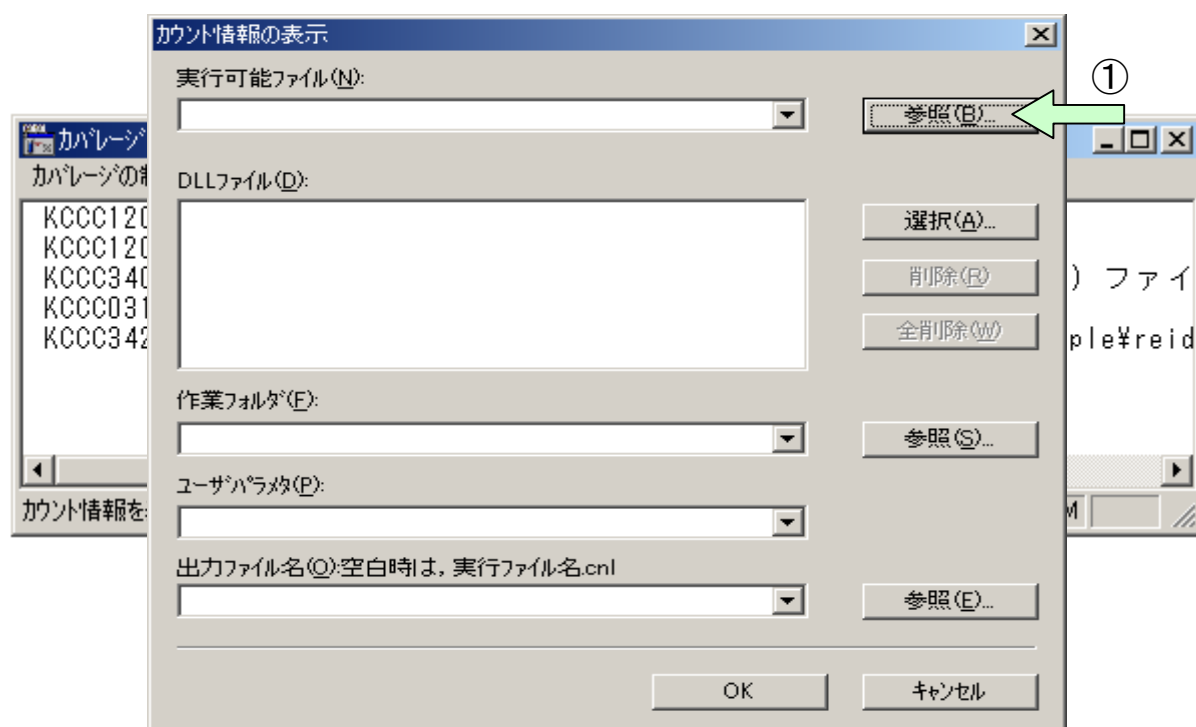 カウント情報の表示
実行可能ファイル(N):
①
参照(B)...
カバレージ
カバレージの
DLLファイル(D):
KCCC120
KCCC120
KCCC340
KCCC031
KCCC342
選択(A)...
削除(R)
) ファイ
全削除(W)
ple¥reid
作業フォルダ(F):
参照(S)...
ユーザパラメタ(P):
カウント情報を
M
出力ファイル名(O):空白時は,実行ファイル名.cnl
参照(E)...
OK
キャンセル